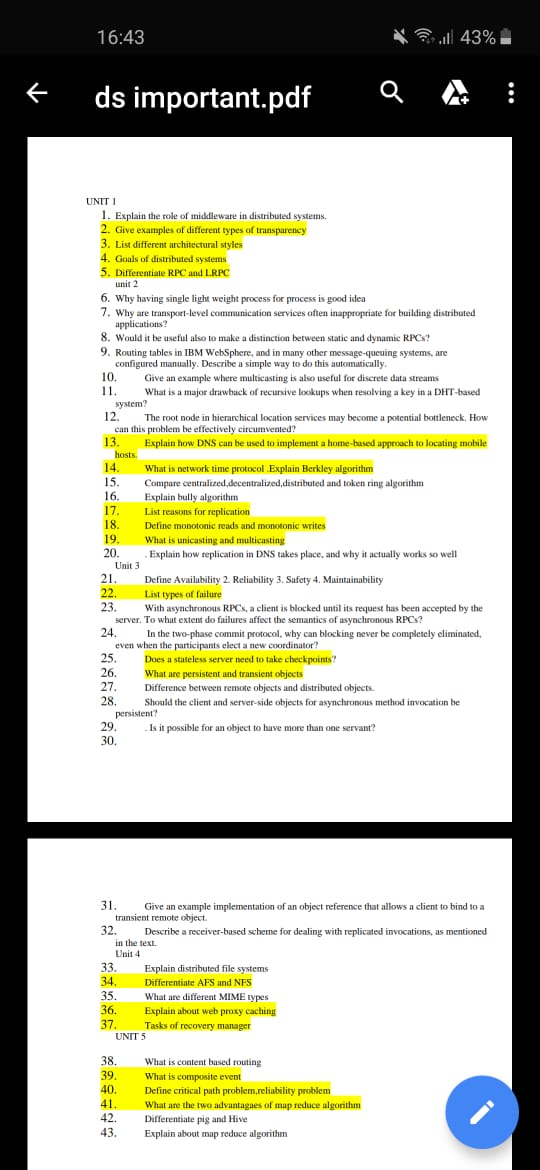 16:43
43%
ds important.pdf
UNIT 1
1. Explain the role of middleware in distributed systems.
2. Give examples of different types of transparency
3. List different architectural styles
4. Goals of distributed systems
5. Differentiate RPC and LRPC
unit 2
6. Why having single light weight process for process is good idea
7. Why are transport-level communication services often inappropriate for building distributed
applications?
8. Would it be useful also to make a distinction between static and dynamic RPCs?
9. Routing tables in IBM WebSphere, and in many other message-queuing systems, are
configured manually. Describe a simple way to do this automatically.
10. Give an example where multicasting is also useful for discrete data streams
11. What is a major drawback of recursive lookups when resolving a key in a DHT-based
system?
12. The root node in hierarchical location services may become a potential bottleneck. How
can this problem be effectively circumvented?
13. Explain how DNS can be used to implement a home-based approach to locating mobile
hosts.
14. What is network time protocol .Explain Berkley algorithm
15. Compare centralized,decentralized,distributed and token ring algorithm
16. Explain bully algorithm
17. List reasons for replication
18. Define monotonic reads and monotonic writes
19. What is unicasting and multicasting
20. . Explain how replication in DNS takes place, and why it actually works so well
Unit 3
21. Define Availability 2. Reliability 3. Safety 4. Maintainability
22. List types of failure
23. With asynchronous RPCs, a client is blocked until its request has been accepted by the
server. To what extent do failures affect the semantics of asynchronous RPCs?
24. In the two-phase commit protocol, why can blocking never be completely eliminated,
even when the participants elect a new coordinator?
25. Does a stateless server need to take checkpoints?
26. What are persistent and transient objects
27. Difference between remote objects and distributed objects.
28. Should the client and server-side objects for asynchronous method invocation be
persistent?
29. . Is it possible for an object to have more than one servant?
30.
31. Give an example implementation of an object reference that allows a client to bind to a
transient remote object.
32. Describe a receiver-based scheme for dealing with replicated invocations, as mentioned
in the text.
Unit 4
33. Explain distributed file systems
34. Differentiate AFS and NFS
35. What are different MIME types
36. Explain about web proxy caching
37. Tasks of recovery manager
UNIT 5
38. What is content based routing
39. What is composite event
40. Define critical path problem,reliability problem
41. What are the two advantagaes of map reduce algorithm
42. Differentiate pig and Hive
43. Explain about map reduce algorithm